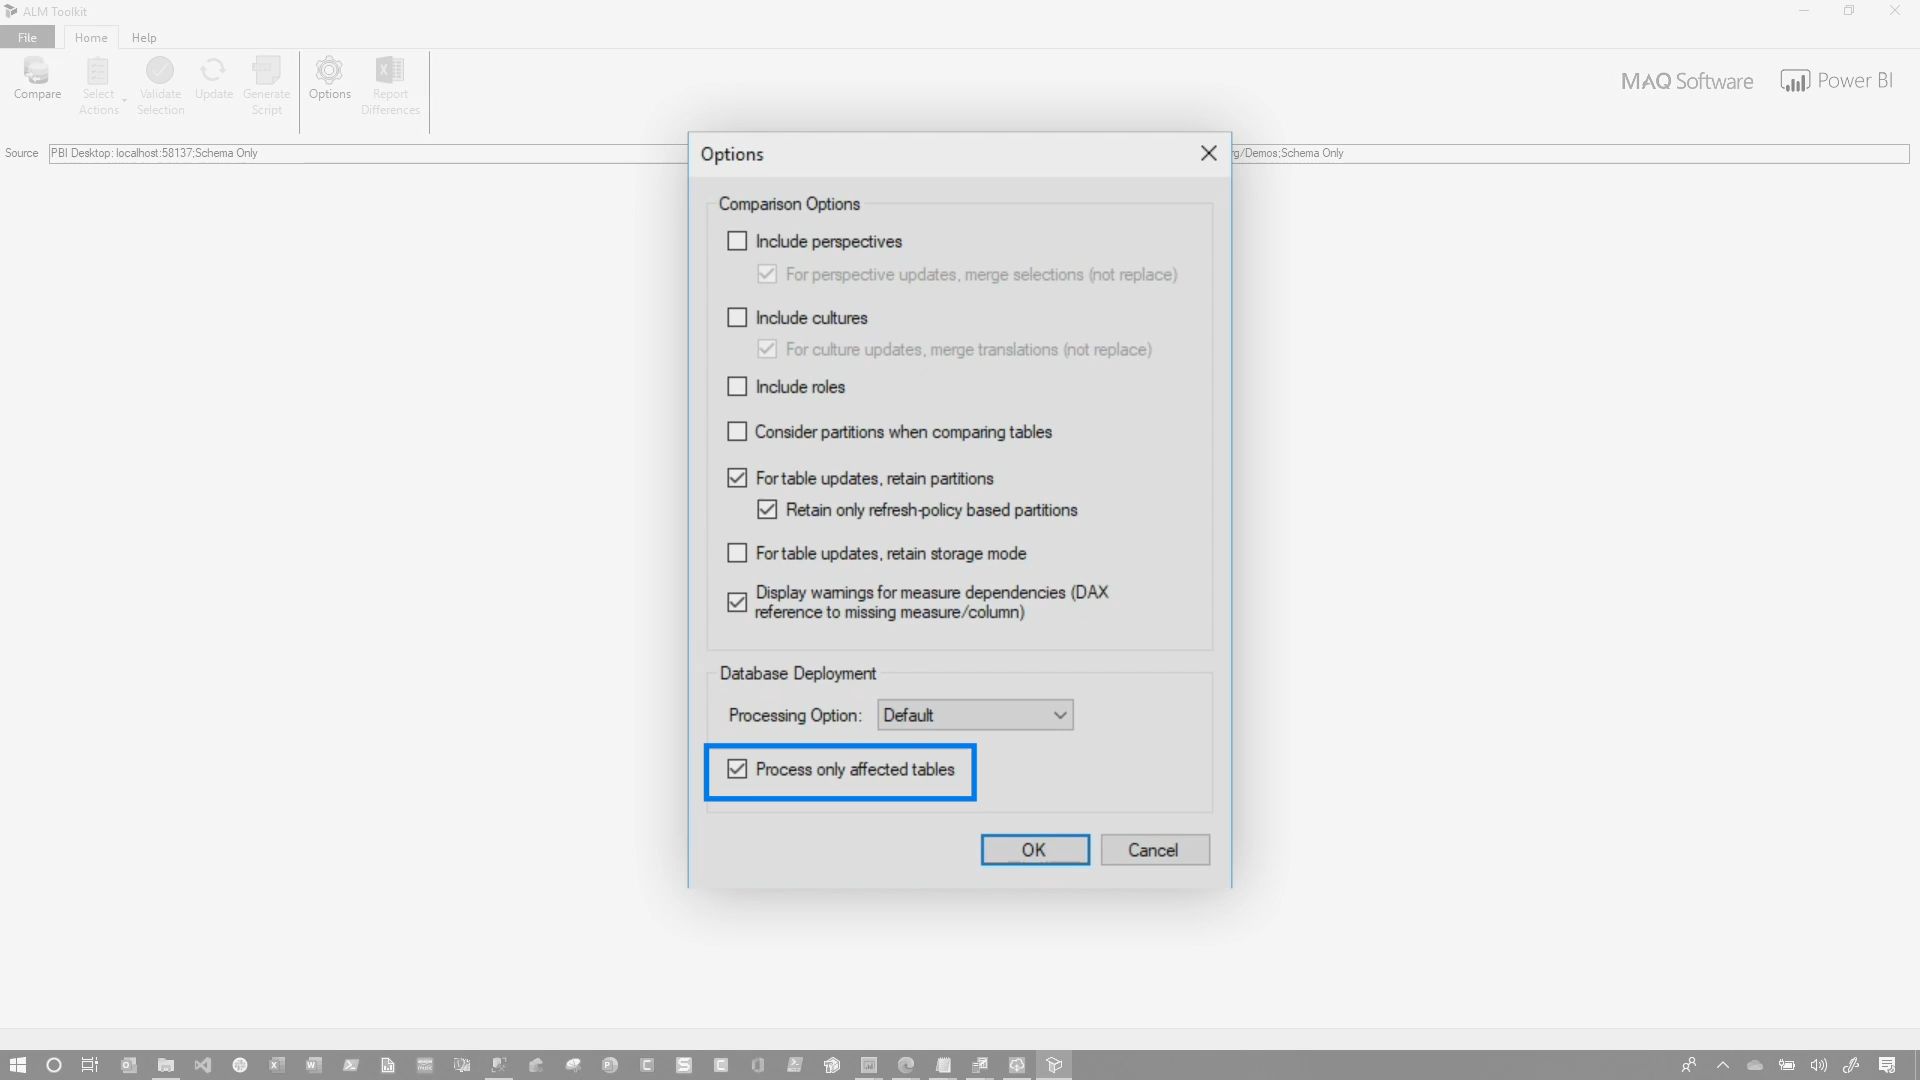 ALM Toolkit
File
Home
Help
Compare
Select
Actions
Validate
Selection
Update
Generate
Script
Options
Report
Differences
MAQ Software
Power BI
Source
PBI Desktop: localhost:58137;Schema Only
rg/Demos;Schema Only
Options
Comparison Options
Include perspectives
For perspective updates, merge selections (not replace)
Include cultures
For culture updates, merge translations (not replace)
Include roles
Consider partitions when comparing tables
For table updates, retain partitions
Retain only refresh-policy based partitions
For table updates, retain storage mode
Display warnings for measure dependencies (DAX
reference to missing measure/column)
Database Deployment
Processing Option:
Default
Process only affected tables
OK
Cancel